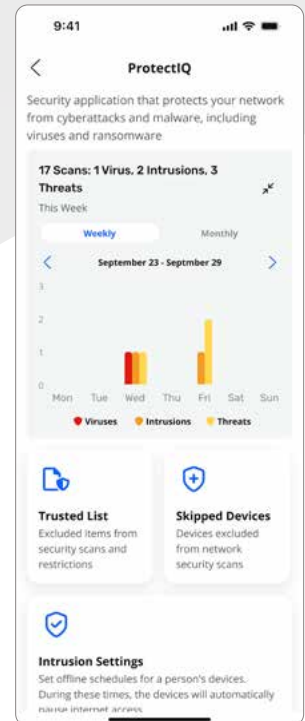 9:41
ProtectIQ
Security application that protects your network
from cyberattacks and malware, including
viruses and ransomware
17 Scans: 1 Virus, 2 Intrusions, 3
Threats
This Week
Weekly Monthly
September 23 - Septmber 29
3
2
1
0
Mon Tue Wed Thu Fri Sat Sun
Viruses Intrusions Threats
Trusted List
Excluded items from
security scans and
restrictions
Skipped Devices
Devices excluded
from network
security scans
Intrusion Settings
Set offline schedules for a person's devices.
During these times, the devices will automatically
pause internet access